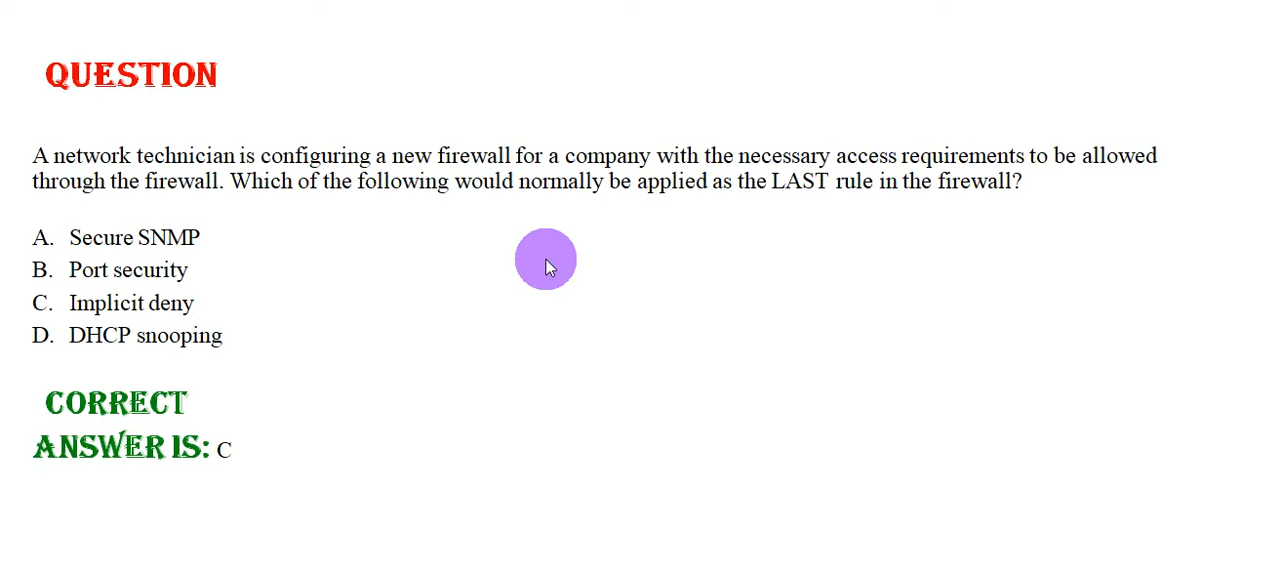 QUESTION
A network technician is configuring a new firewall for a company with the necessary access requirements to be allowed
through the firewall. Which of the following would normally be applied as the LAST rule in the firewall?
A. Secure SNMP
B. Port security
C. Implicit deny
D. DHCP snooping
CORRECT
ANSWER IS: C